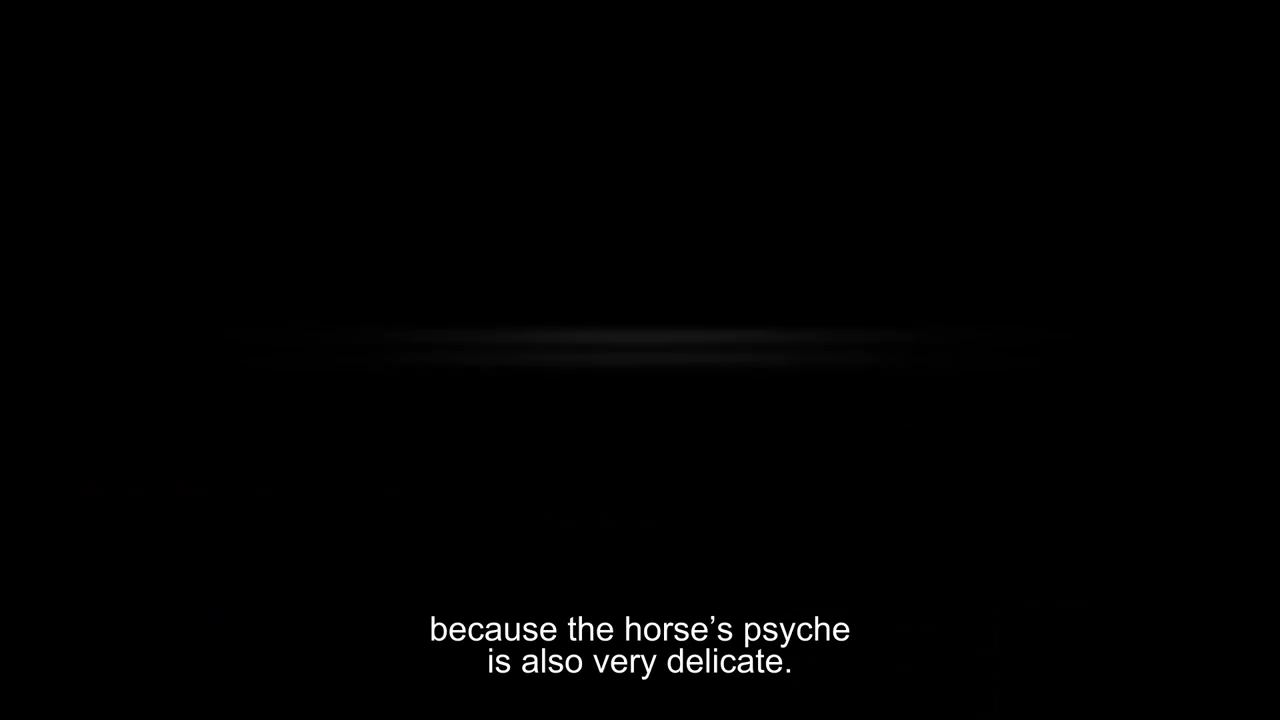 because the horse’s psyche
is also very delicate.